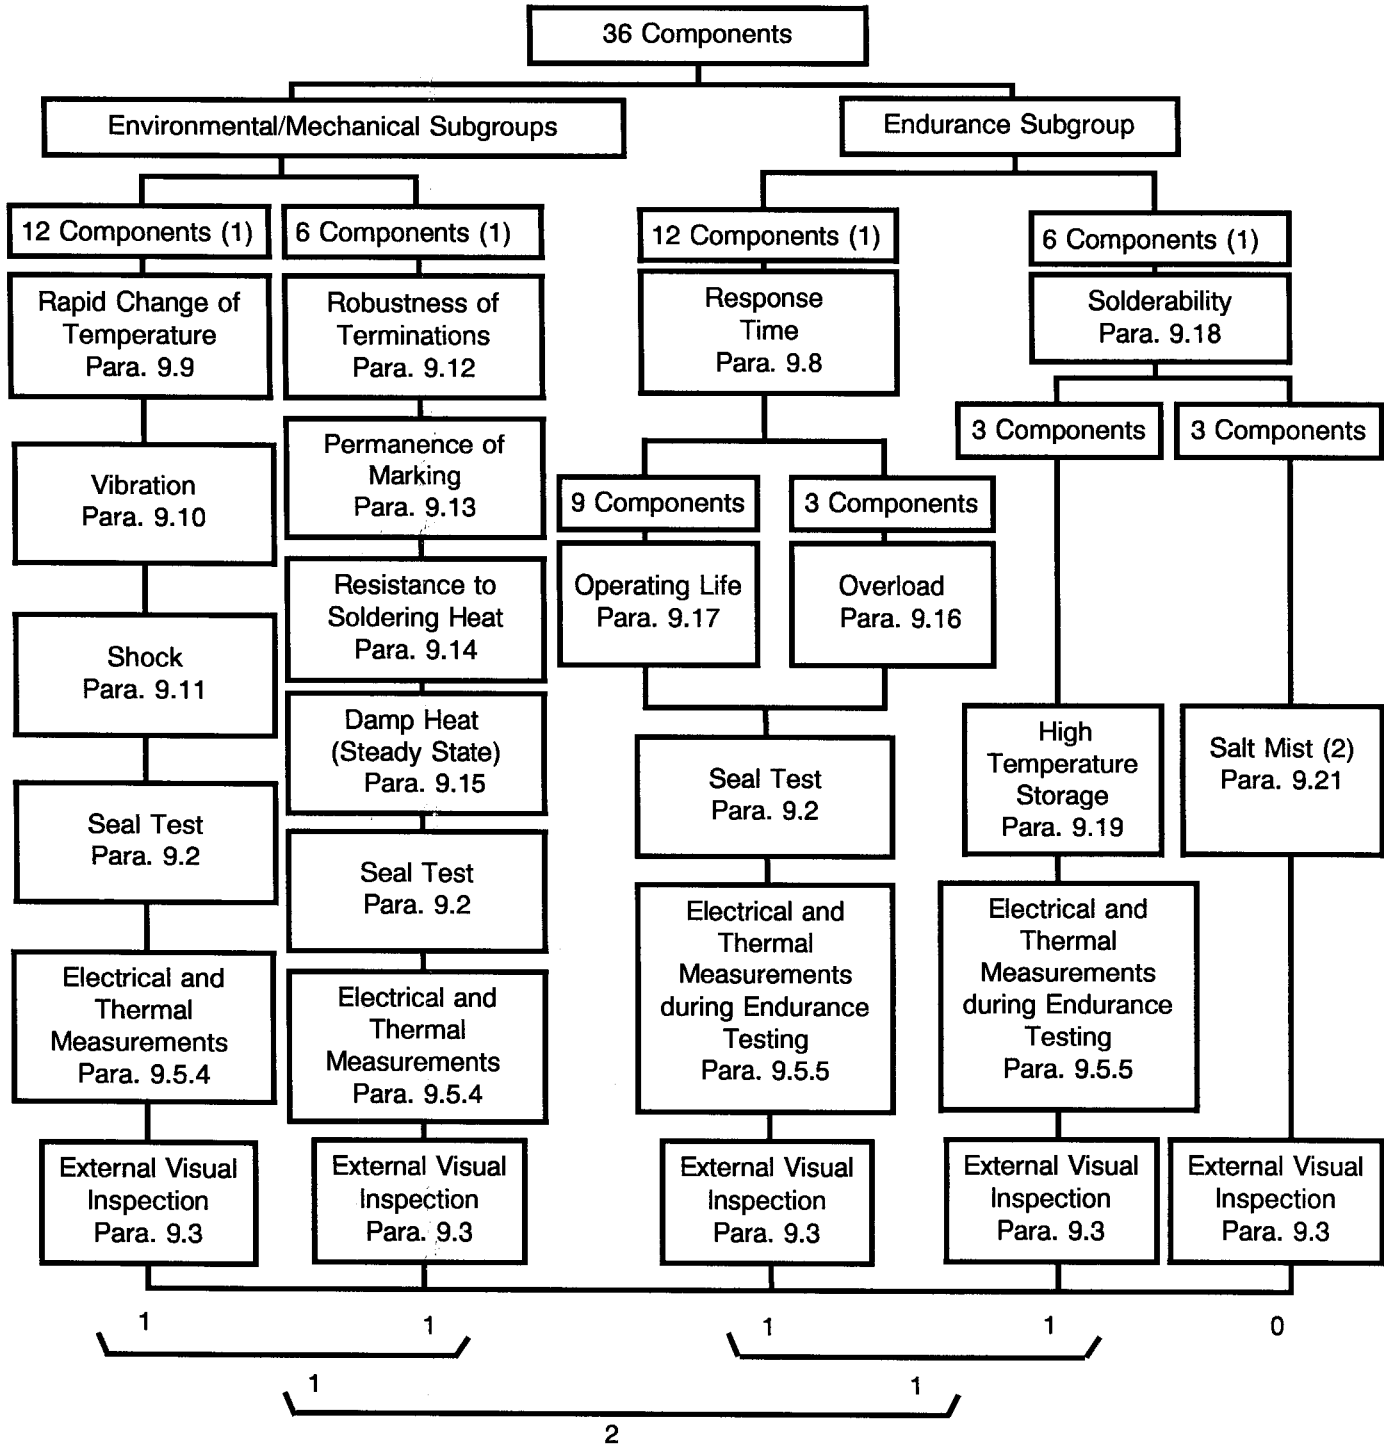 36 Components
Environmental/Mechanical Subgroups
Endurance Subgroup
12 Components (1)
Rapid Change of
Temperature
Para. 9.9
Vibration
Para. 9.10
Shock
Para. 9.11
Seal Test
Para. 9.2
Electrical and
Thermal
Measurements
Para. 9.5.4
External Visual
Inspection
Para. 9.3
6 Components (1)
Robustness of
Terminations
Para. 9.12
Permanence of
Marking
Para. 9.13
Resistance to
Soldering Heat
Para. 9.14
Damp Heat
(Steady State)
Para. 9.15
Seal Test
Para. 9.2
Electrical and
Thermal
Measurements
Para. 9.5.4
External Visual
Inspection
Para. 9.3
12 Components (1)
Response
Time
Para. 9.8
9 Components
Operating Life
Para. 9.17
3 Components
Overload
Para. 9.16
Seal Test
Para. 9.2
Electrical and
Thermal
Measurements
during Endurance
Testing
Para. 9.5.5
External Visual
Inspection
Para. 9.3
6 Components (1)
Solderability
Para. 9.18
3 Components
High
Temperature
Storage
Para. 9.19
Electrical and
Thermal
Measurements
during Endurance
Testing
Para. 9.5.5
External Visual
Inspection
Para. 9.3
3 Components
Salt Mist (2)
Para. 9.21
External Visual
Inspection
Para. 9.3
1
1
1
1
0
1
1
2